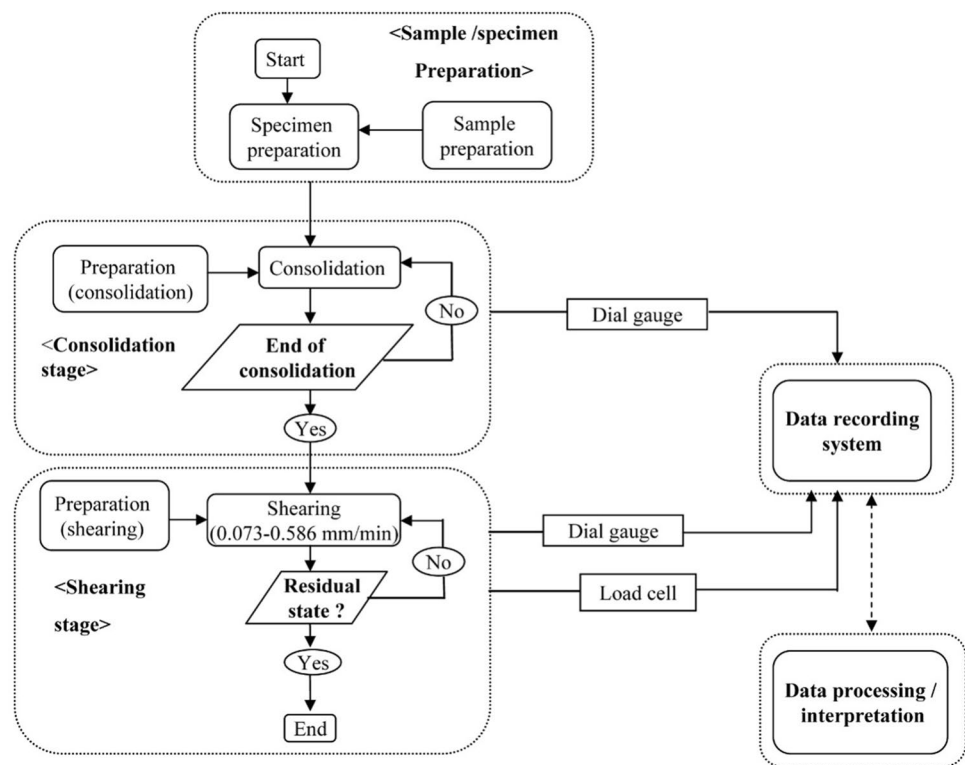 <Sample /specimen
Preparation>
Start
Specimen
preparation
Sample
preparation
Preparation
(consolidation)
Consolidation
No
Dial gauge
<Consolidation
stage>
End of
consolidation
Yes
Data recording
system
Preparation
(shearing)
Shearing
(0.073-0.586 mm/min)
Dial gauge
No
<Shearing
stage>
Residual
state ?
Load cell
Yes
End
Data processing /
interpretation